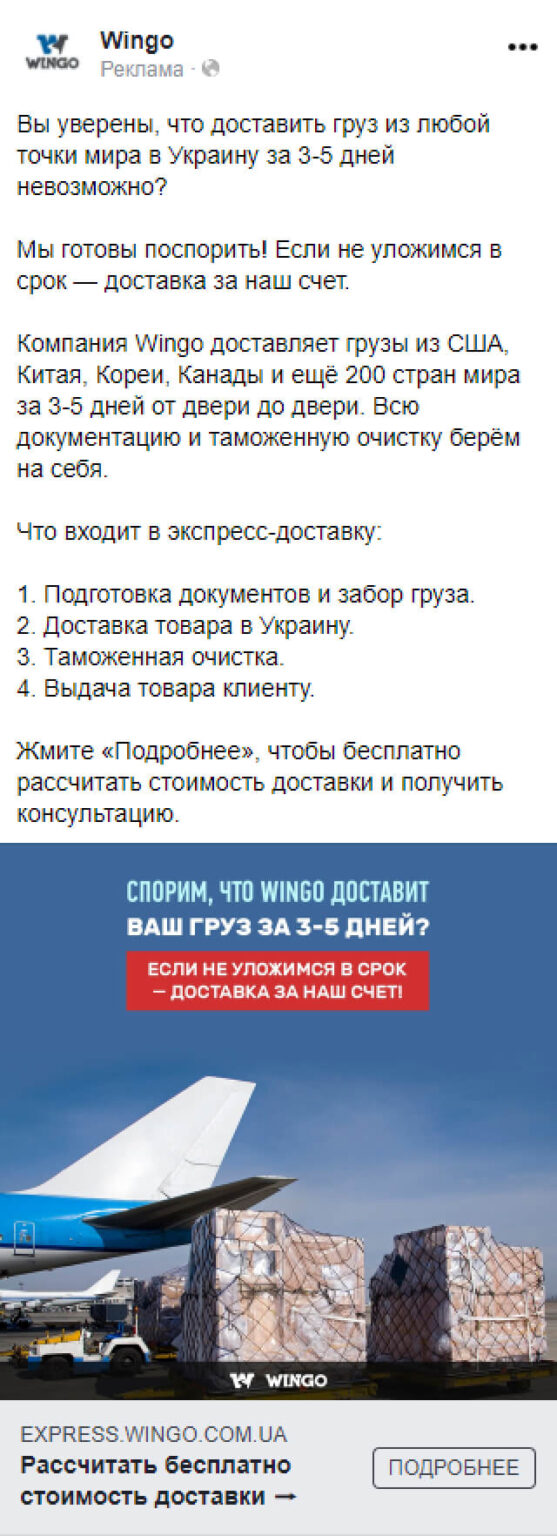 Wingo
WINGO
Реклама ·
Вы уверены, что доставить груз из любой
точки мира в Украину за 3-5 дней
невозможно?
Мы готовы поспорить! Если не уложимся в
срок — доставка за наш счет.
Компания Wingo доставляет грузы из США,
Китая, Кореи, Канады и ещё 200 стран мира
за 3-5 дней от двери до двери. Всю
документацию и таможенную очистку берём
на себя.
Что входит в экспресс-доставку:
1. Подготовка документов и забор груза.
2. Доставка товара в Украину.
3. Таможенная очистка.
4. Выдача товара клиенту.
Жмите «Подробнее», чтобы бесплатно
рассчитать стоимость доставки и получить
консультацию.
СПОРИМ, ЧТО WINGO ДОСТАВИТ
ВАШ ГРУЗ ЗА 3-5 ДНЕЙ?
ЕСЛИ НЕ УЛОЖИМСЯ В СРОК
— ДОСТАВКА ЗА НАШ СЧЕТ!
WINGO
EXPRESS.WINGO.COM.UA
Рассчитать бесплатно
стоимость доставки →
ПОДРОБНЕЕ